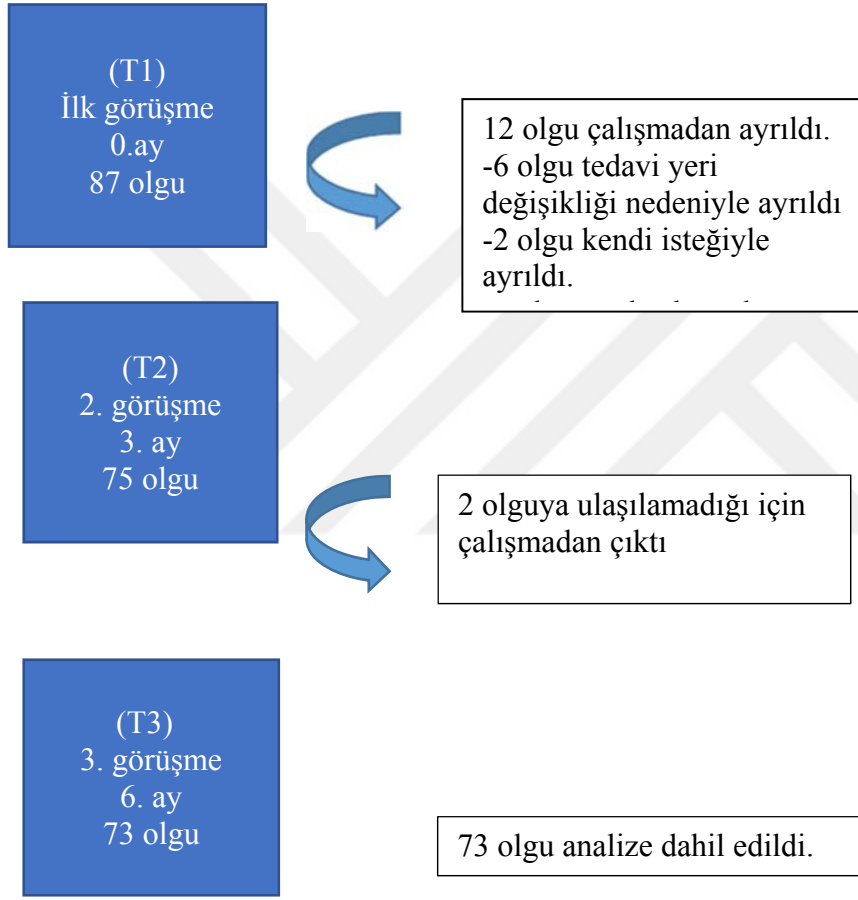 (T1)
İlk görüşme
0.ay
87 olgu
12 olgu çalışmadan ayrıldı.
-6 olgu tedavi yeri
değişikliği nedeniyle ayrıldı
-2 olgu kendi isteğiyle
ayrıldı.
(T2)
2. görüşme
3. ay
75 olgu
2 olguya ulaşılamadığı için
çalışmadan çıktı
(T3)
3. görüşme
6. ay
73 olgu
73 olgu analize dahil edildi.